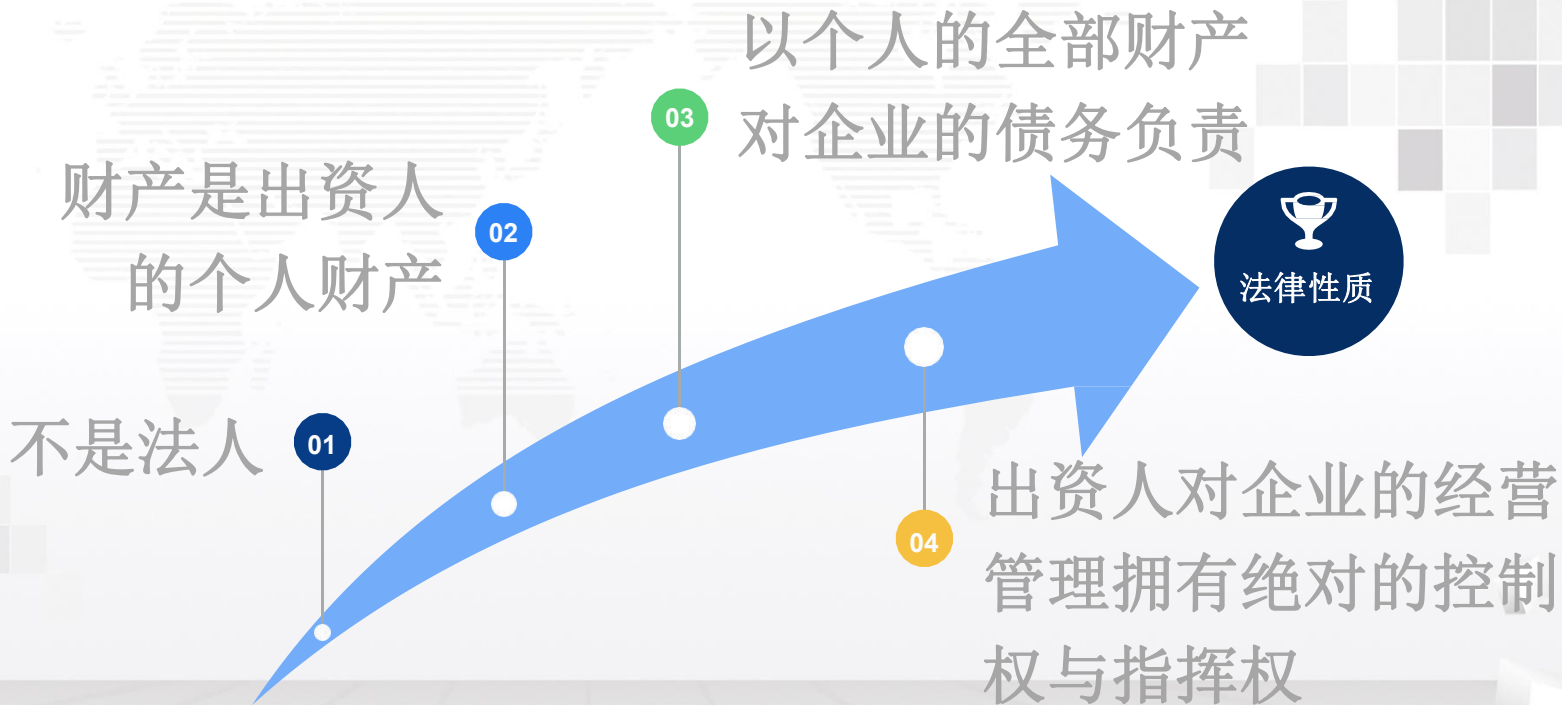 01
不是法人
02
财产是出资人
的个人财产
03
以个人的全部财产
对企业的债务负责
04
出资人对企业的经营
管理拥有绝对的控制
权与指挥权
法律性质